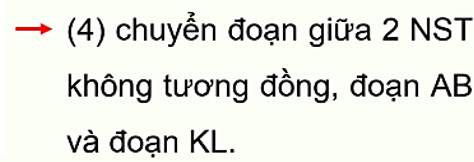 (4) chuyển đoạn giữa 2 NST
không tương đồng, đoạn AB
và đoạn KL.